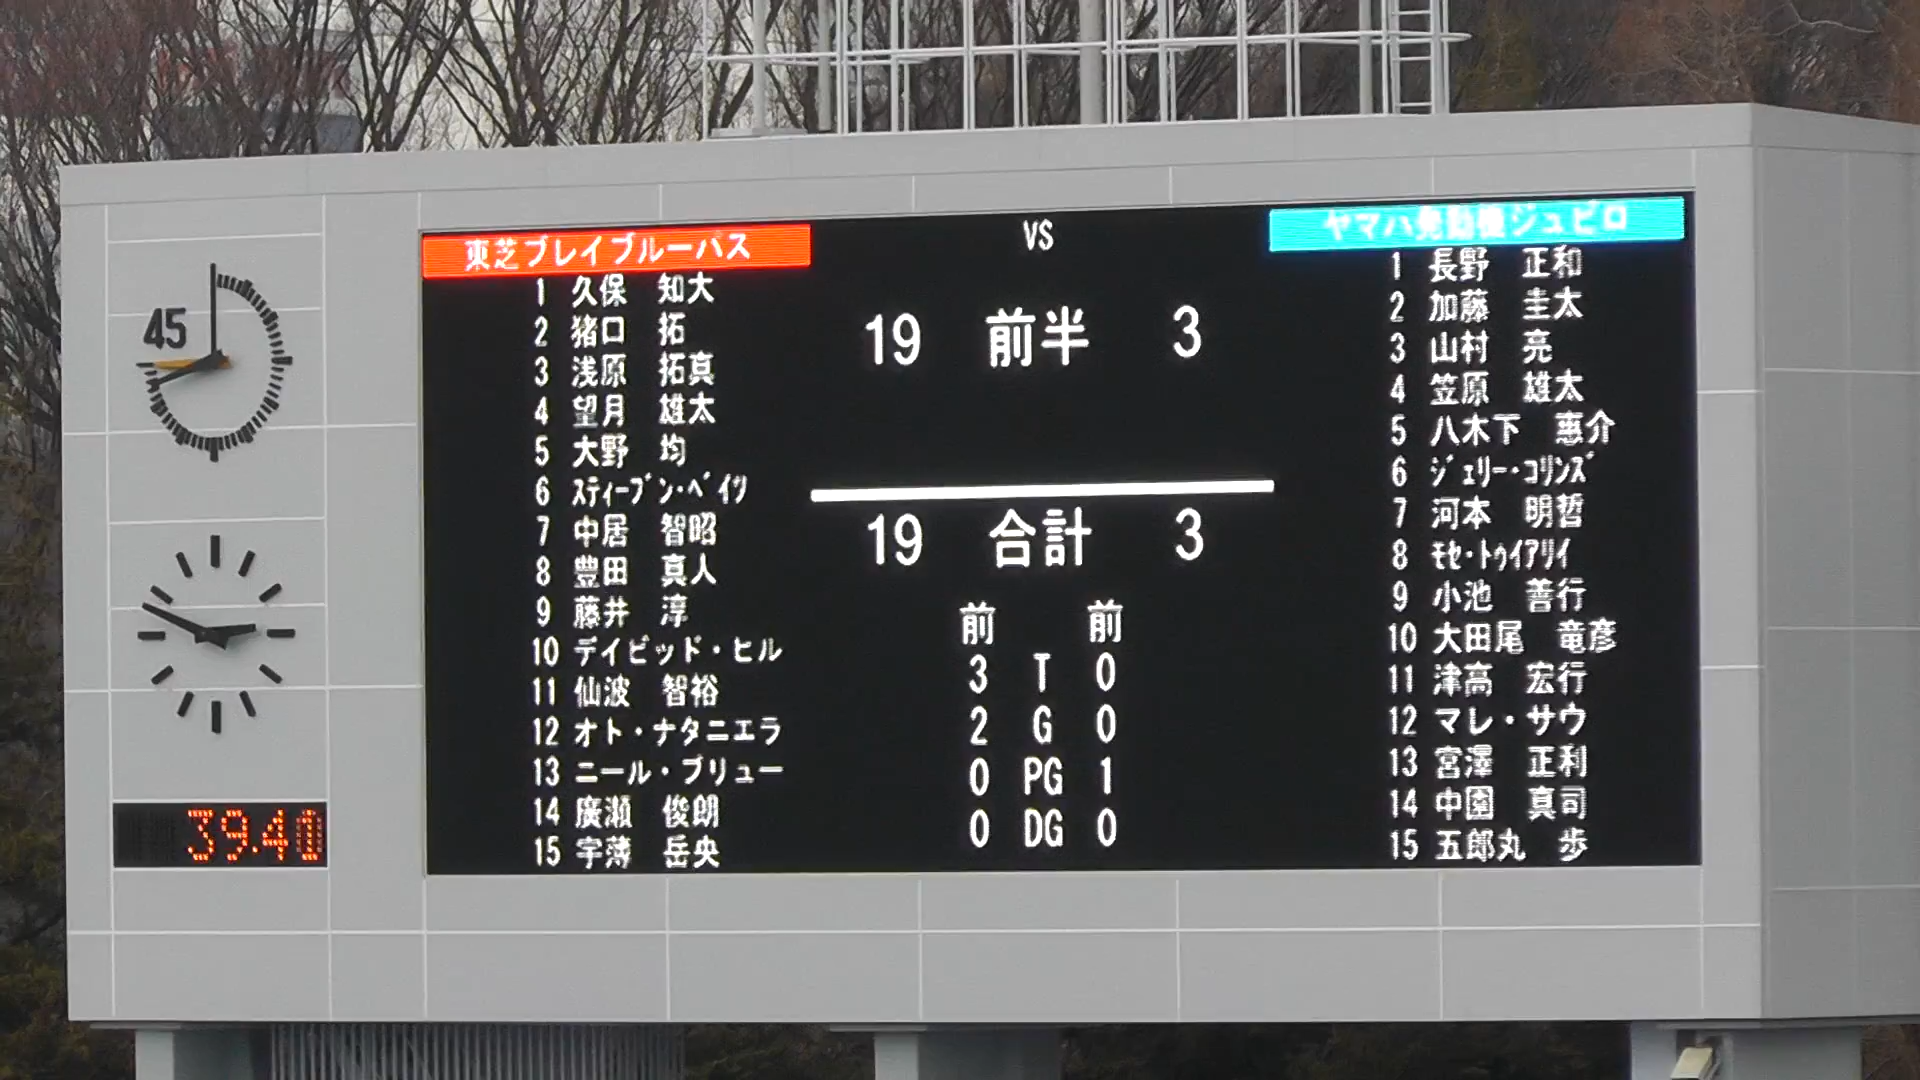 VS
東芝ブレイブルーパス
1 久保 知大
2 猪口 拓
3 浅原 拓真
4 望月 雄太
5 大野 均
6 スティーブン・ベイツ
7 中居 智昭
8 豊田 真人
9 藤井 淳
10 デイビッド・ヒル
11 仙波 智裕
12 オト・ナタニエラ
13 ニール・ブリュー
14 廣瀬 俊朗
15 宇薄 岳央
19 前半 3
19 合計 3
前 前
3 T 0
2 G 0
0 PG 1
0 DG 0
ヤマハ発動機ジュビロ
1 長野 正和
2 加藤 圭太
3 山村 亮
4 笠原 雄太
5 八木下 惠介
6 ジェリー・コリンズ
7 河本 明哲
8 モセ・トゥイアリイ
9 小池 善行
10 大田尾 竜彦
11 津高 宏行
12 マレ・サウ
13 宮澤 正利
14 中園 真司
15 五郎丸 歩
45
39.40